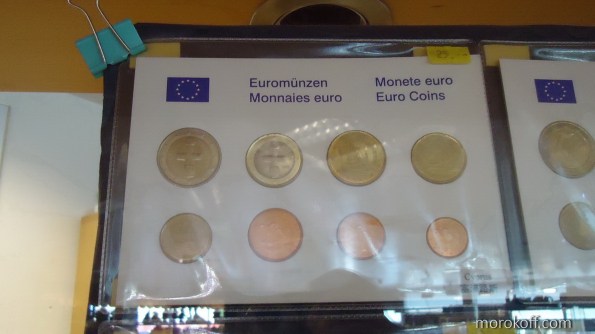 Euromünzen
Monnaies euro
Monete euro
Euro Coins
morokoff.com